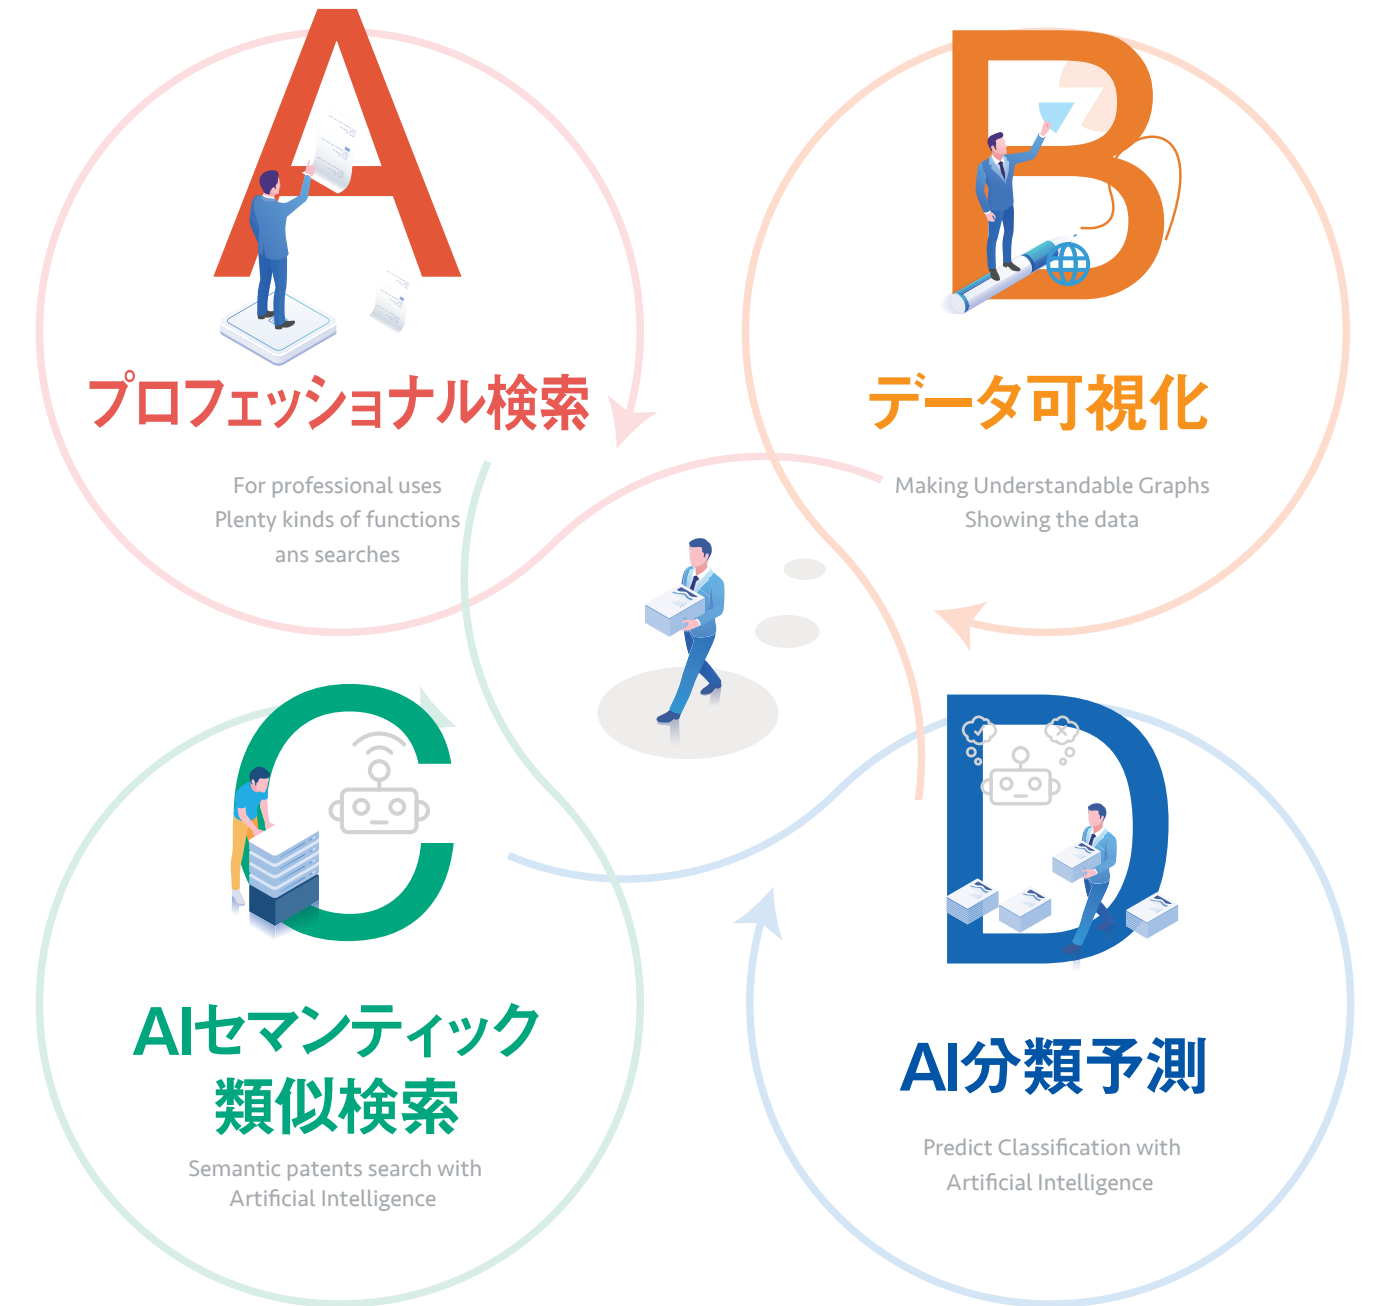 A
プロフェッショナル検索
For professional uses
Plenty kinds of functions
ans searches
B
データ可視化
Making Understandable Graphs
Showing the data
C
AIセマンティック
類似検索
Semantic patents search with
Artificial Intelligence
D
AI分類予測
Predict Classification with
Artificial Intelligence